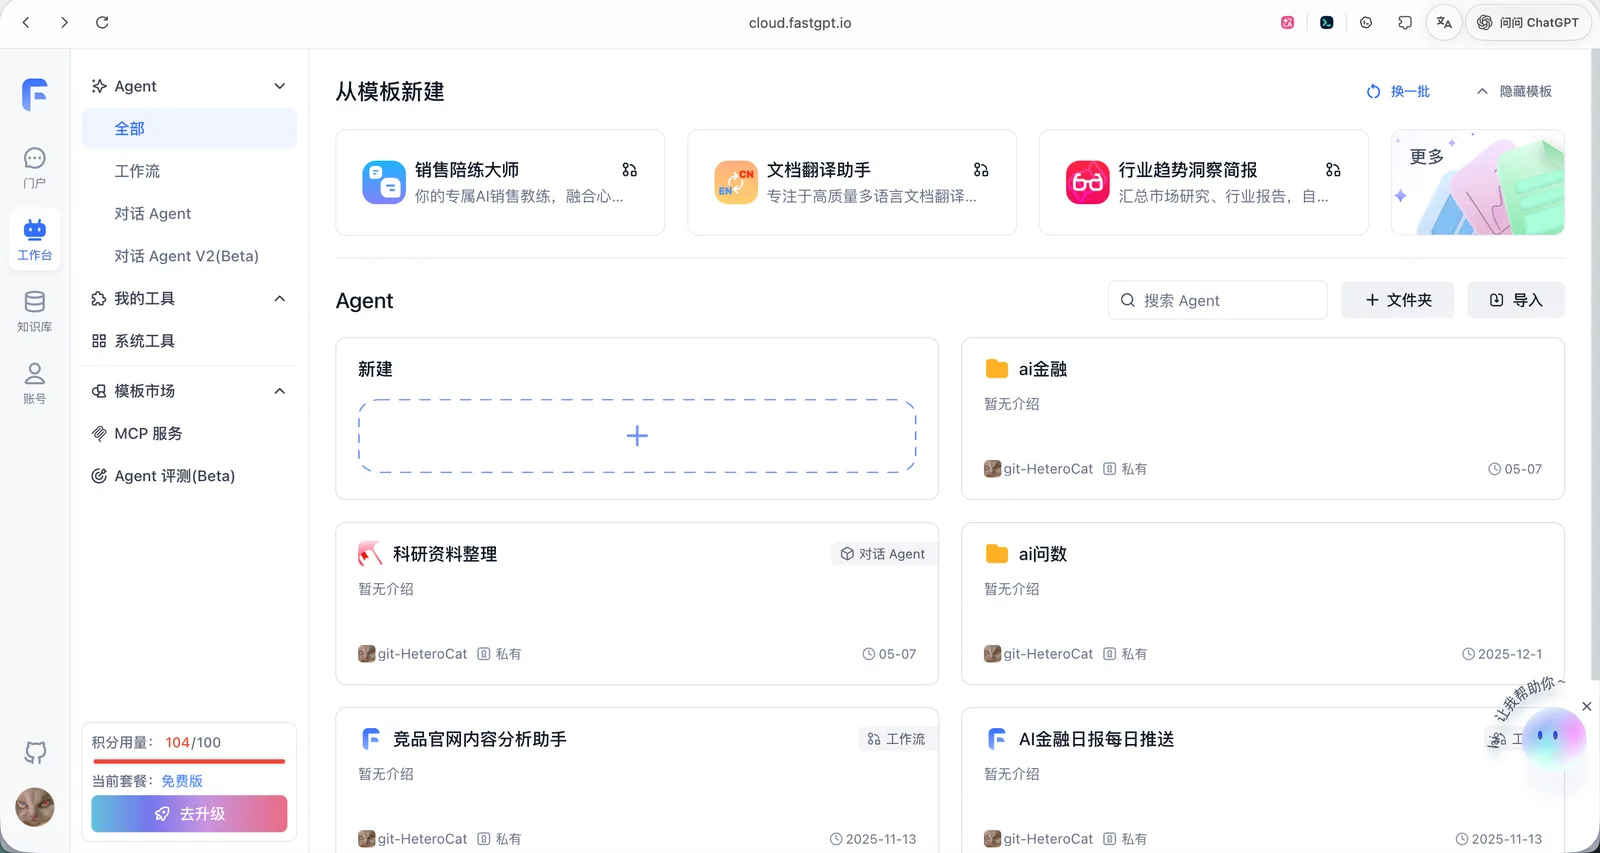 cloud.fastgpt.io
问问 ChatGPT
门户
工作台
知识库
账号
Agent
全部
工作流
对话 Agent
对话 Agent V2(Beta)
我的工具
系统工具
模板市场
MCP 服务
Agent 评测(Beta)
积分用量: 104/100
当前套餐: 免费版
去升级
从模板新建
换一批
隐藏模板
销售陪练大师
你的专属AI销售教练，融合心...
EN CN
文档翻译助手
专注于高质量多语言文档翻译...
行业趋势洞察简报
汇总市场研究、行业报告，自...
更多
Agent
搜索 Agent
文件夹
导入
新建
ai金融
暂无介绍
git-HeteroCat 私有 05-07
科研资料整理
对话 Agent
暂无介绍
git-HeteroCat 私有 05-07
ai问数
暂无介绍
git-HeteroCat 私有 2025-12-1
竞品官网内容分析助手
工作流
暂无介绍
git-HeteroCat 私有 2025-11-13
AI金融日报每日推送
工
暂无介绍
git-HeteroCat 私有 2025-11-13
让我帮助你~